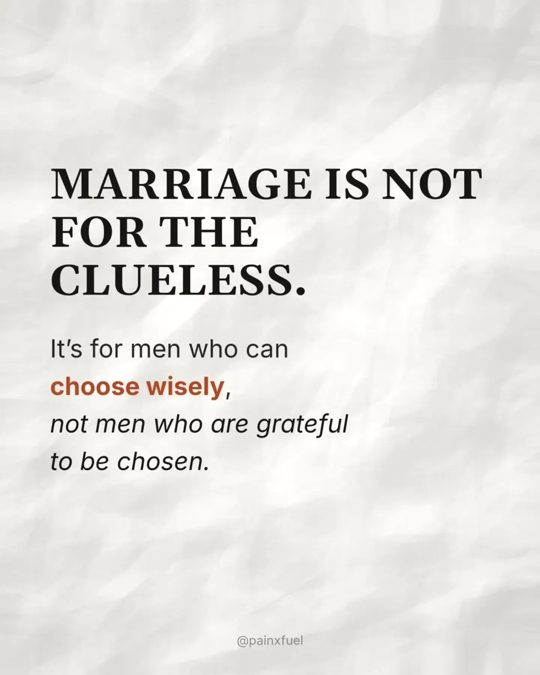 MARRIAGE IS NOT
FOR THE
CLUELESS.
It’s for men who can
choose wisely,
not men who are grateful
to be chosen.
@painxfuel